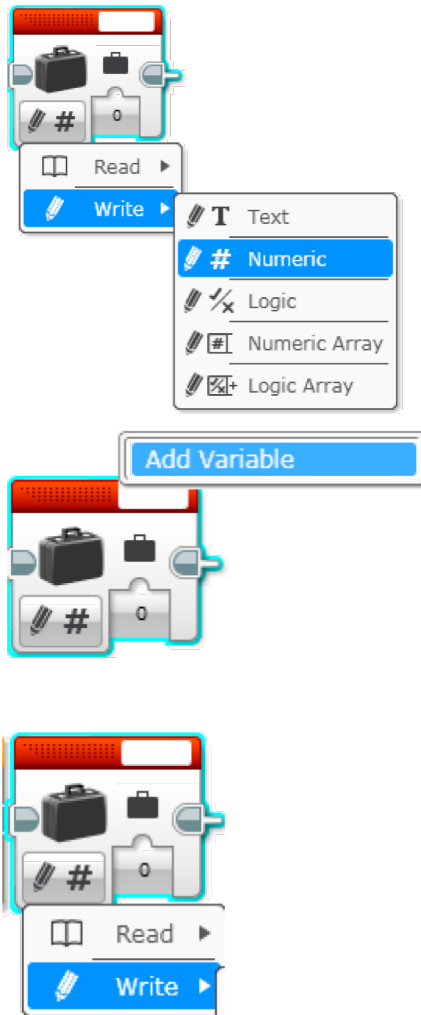 #
0
Read
Write
T Text
# Numeric
Logic
# Numeric Array
Logic Array
Add Variable
#
0
#
0
Read
Write